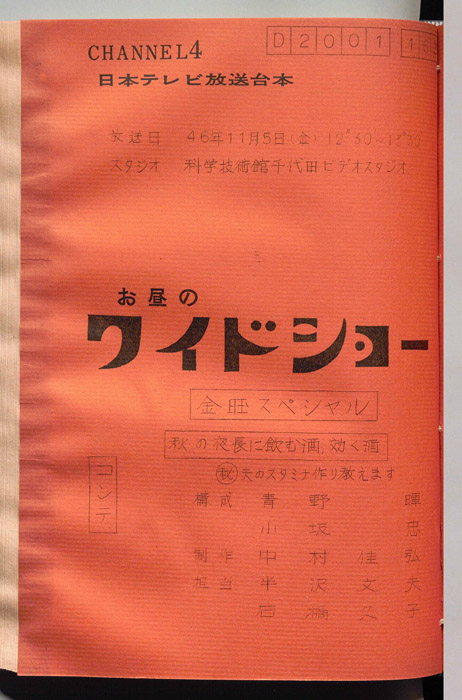 D2001
CHANNEL4
日本テレビ放送台本
放送日 46年11月5日(金)12°30~13°30
スタジオ 科学技術館千代田ビデオスタジオ
お昼の
ワイドショー
金旺スペシャル
秋の夜長に飲む酒,効く酒
㊙夫のスタミナ作り教えます
コンテ
構成 青野 暉
小坂 忠
制作 中村佳弘
担当 半沢文夫
子